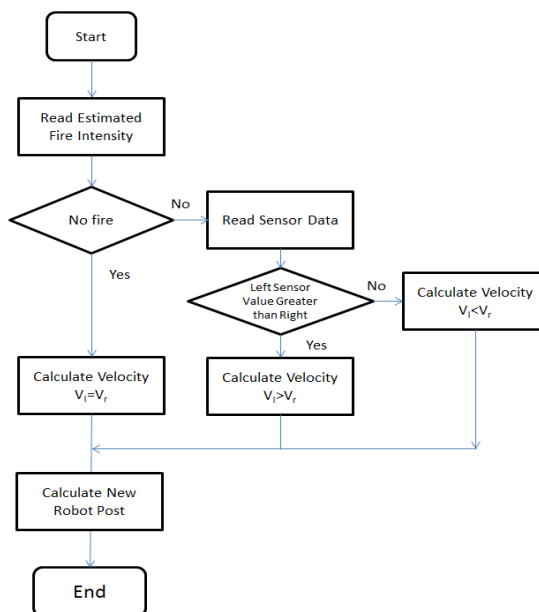 Start
Read Estimated
Fire Intensity
No fire
No
Read Sensor Data
Yes
Left Sensor
Value Greater
than Right
No
Calculate Velocity
Vl<Vr
Yes
Calculate Velocity
Vl=Vr
Calculate Velocity
Vl>Vr
Calculate New
Robot Post
End